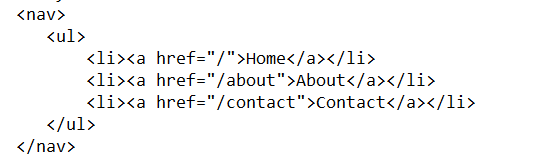 <nav>
<ul>
<li><a href="/">Home</a></li>
<li><a href="/about">About</a></li>
<li><a href="/contact">Contact</a></li>
</ul>
</nav>